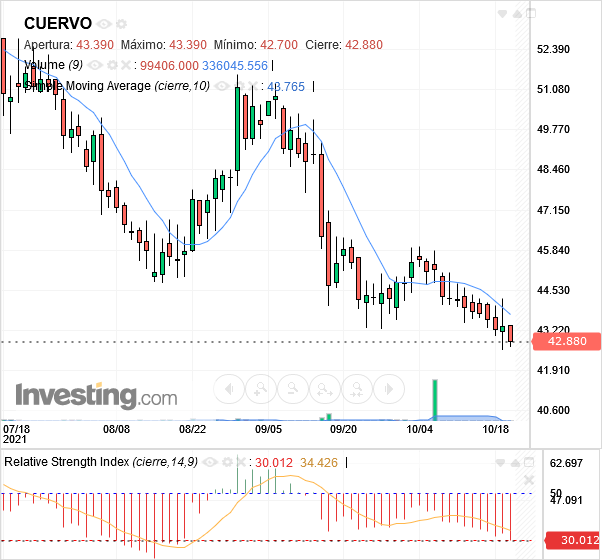 CUERVO
Apertura: 43.390 Máximo: 43.390 Mínimo: 42.700 Cierre: 42.880
Volume (9) : 99406.000 336045.556
Simple Moving Average (cierre,10) : 43.765
52.390
51.080
49.770
48.460
47.150
45.840
44.530
43.220
42.880
41.910
40.600
Investing.com
07/18 08/08 08/22 09/05 09/20 10/04 10/18
2021
Relative Strength Index (cierre,14,9) : 30.012 34.426
62.697
50
47.091
30.012